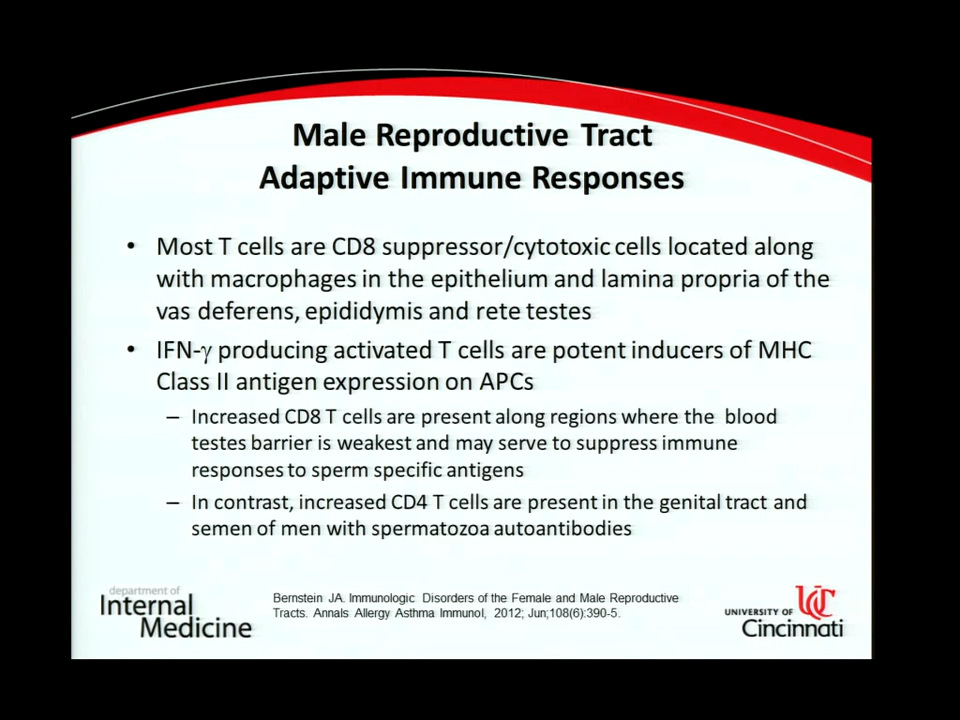 Male Reproductive Tract
Adaptive Immune Responses
• Most T cells are CD8 suppressor/cytotoxic cells located along
with macrophages in the epithelium and lamina propria of the
vas deferens, epididymis and rete testes
• IFN-γ producing activated T cells are potent inducers of MHC
Class II antigen expression on APCs
– Increased CD8 T cells are present along regions where the blood
testes barrier is weakest and may serve to suppress immune
responses to sperm specific antigens
– In contrast, increased CD4 T cells are present in the genital tract and
semen of men with spermatozoa autoantibodies
department of
Internal
Medicine
Bernstein JA. Immunologic Disorders of the Female and Male Reproductive
Tracts. Annals Allergy Asthma Immunol, 2012; Jun;108(6):390-5.
UC
UNIVERSITY OF
Cincinnati